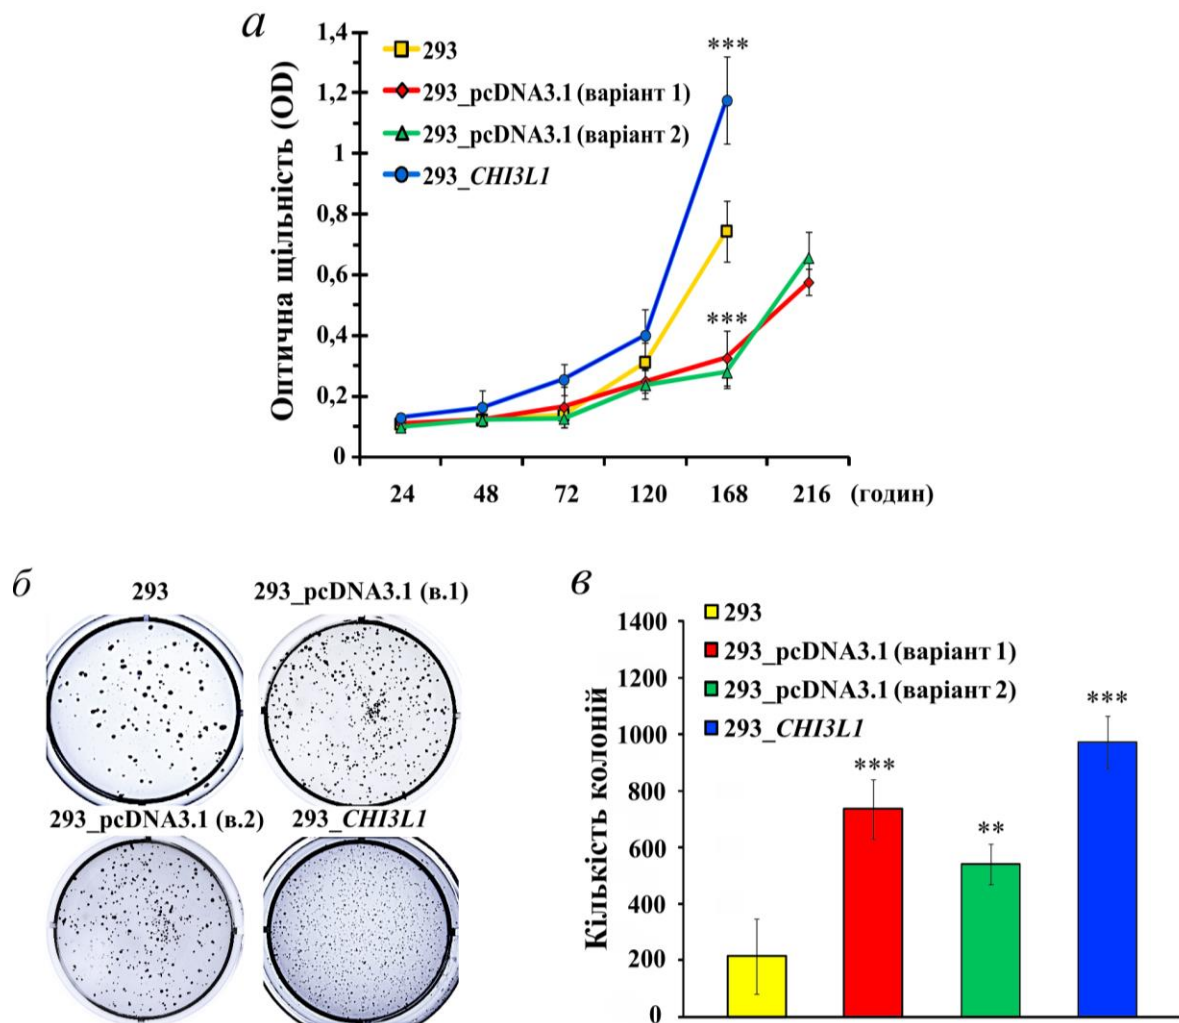 а
Оптична щільність (OD)
1,4
1,2
1
0,8
0,6
0,4
0,2
0
293
293_pcDNA3.1 (варіант 1)
293_pcDNA3.1 (варіант 2)
293_CHI3L1
***
***
24 48 72 120 168 216 (годин)
б
293
293_pcDNA3.1 (в.1)
293_pcDNA3.1 (в.2)
293_CHI3L1
в
Кількість колоній
1400
1200
1000
800
600
400
200
0
293
293_pcDNA3.1 (варіант 1)
293_pcDNA3.1 (варіант 2)
293_CHI3L1
***
**
***